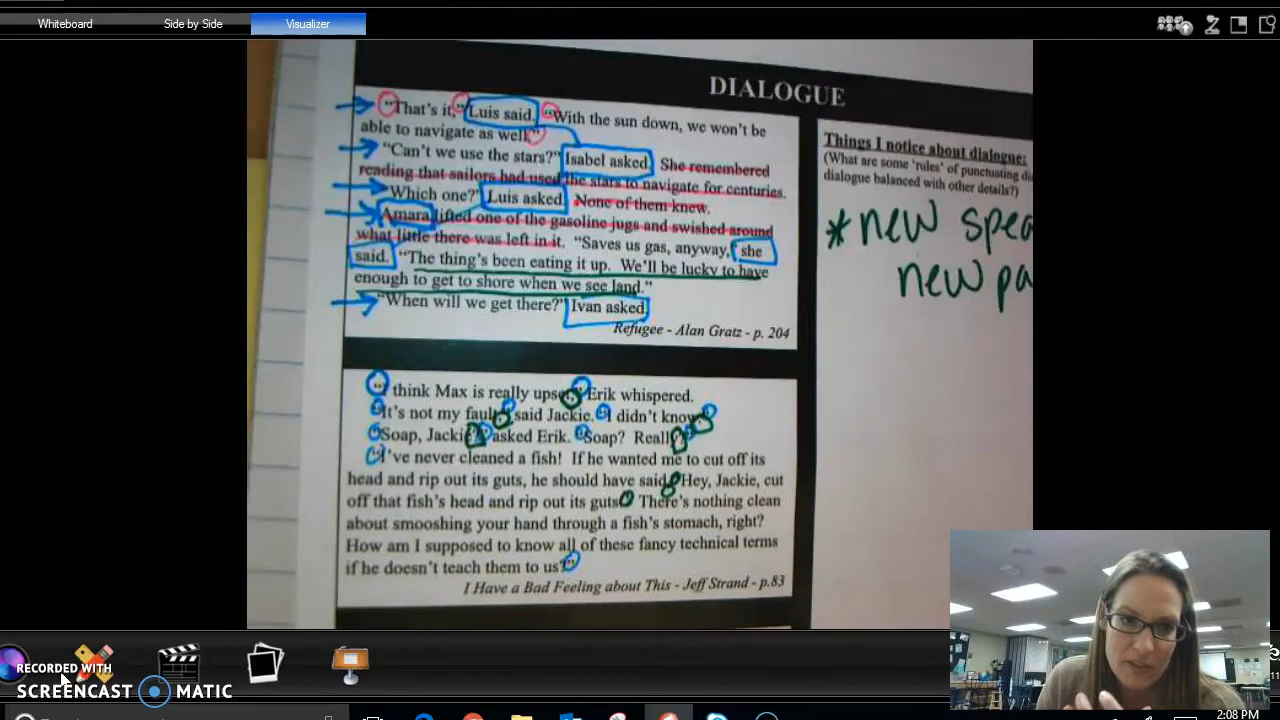 Whiteboard
Side by Side
Visualizer
DIALOGUE
"That's it," Luis said. "With the sun down, we won't be
able to navigate as well."
"Can't we use the stars?" Isabel asked. She remembered
reading that sailors had used the stars to navigate for centuries.
"Which one?" Luis asked. None of them knew.
Amara lifted one of the gasoline jugs and swished around
what little there was left in it. "Saves us gas, anyway," she
said. "The thing's been eating it up. We'll be lucky to have
enough to get to shore when we see land."
"When will we get there?" Ivan asked.
Refugee - Alan Gratz - p. 204
"I think Max is really upset," Erik whispered.
"It's not my fault," said Jackie. "I didn't know."
"Soap, Jackie?" asked Erik. "Soap? Really?"
"I've never cleaned a fish! If he wanted me to cut off its
head and rip out its guts, he should have said 'Hey, Jackie, cut
off that fish's head and rip out its guts.' There's nothing clean
about smooshing your hand through a fish's stomach, right?
How am I supposed to know all of these fancy technical terms
if he doesn't teach them to us?"
I Have a Bad Feeling about This - Jeff Strand - p.83
Things I notice about dialogue:
(What are some 'rules' of punctuating di
dialogue balanced with other details?)
*new spea
new pa
RECORDED WITH
SCREENCAST MATIC
2:08 PM